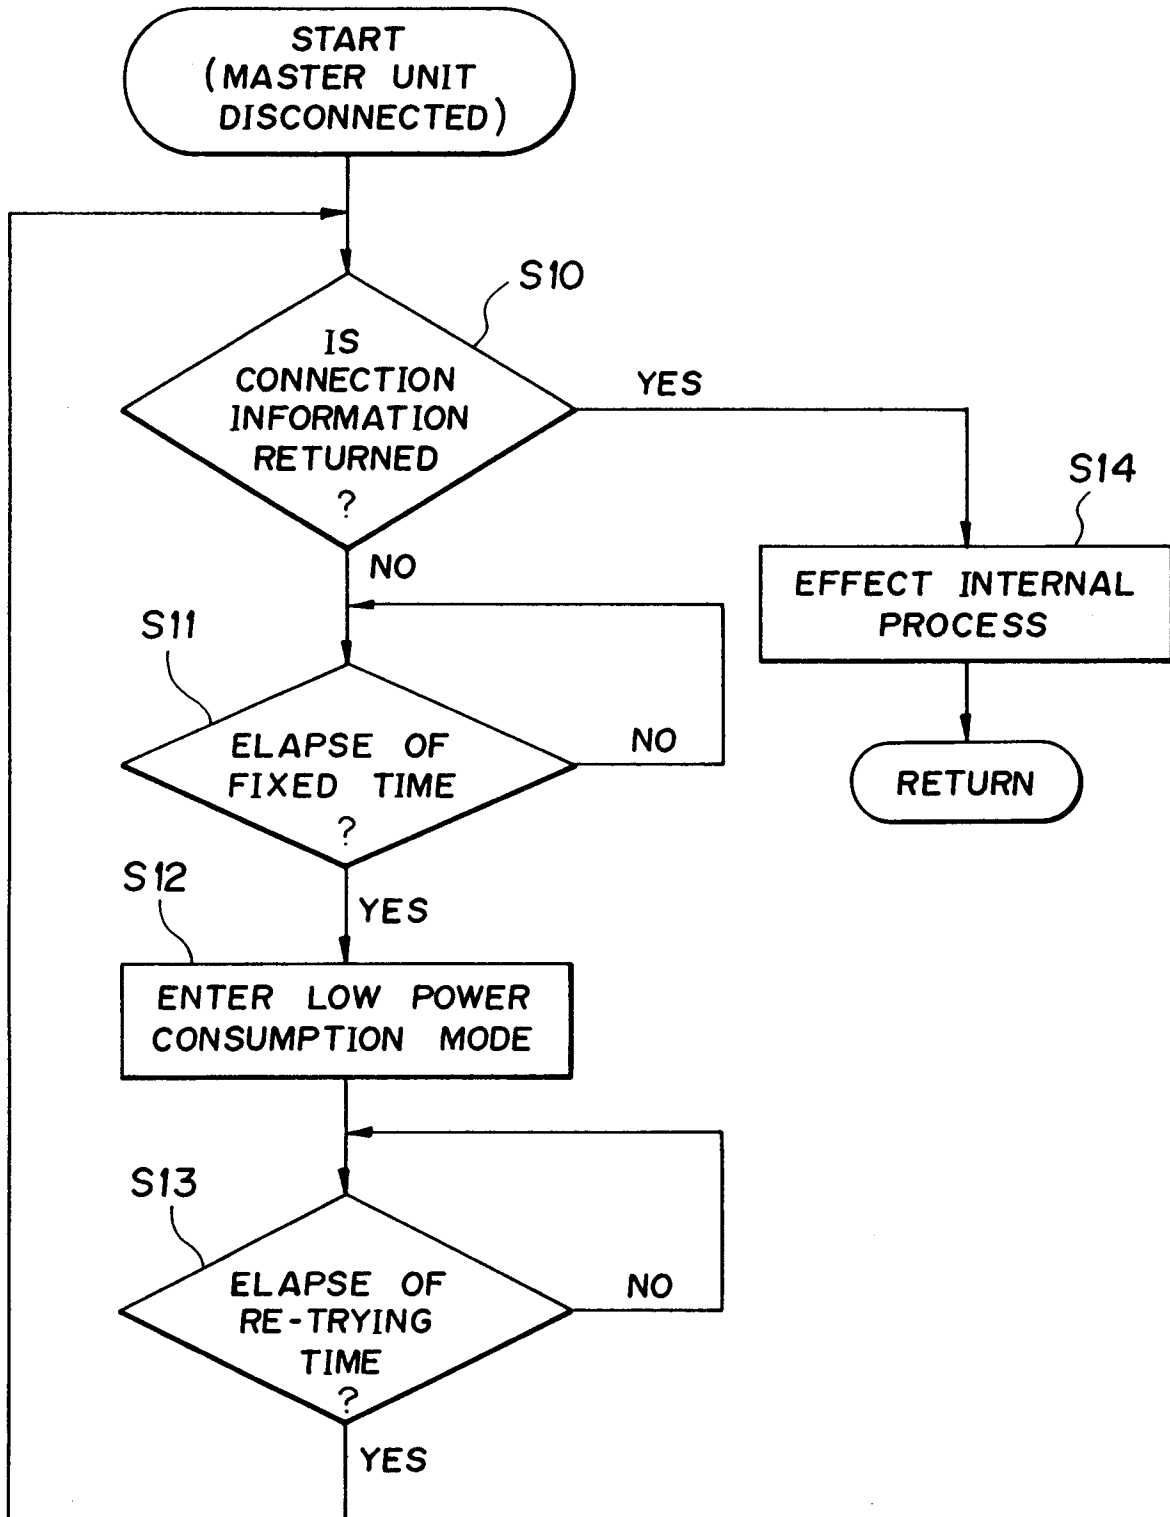 START
(MASTER UNIT
DISCONNECTED)
S10
IS
CONNECTION
INFORMATION
RETURNED
?
YES
NO
S14
EFFECT INTERNAL
PROCESS
RETURN
S11
ELAPSE OF
FIXED TIME
?
NO
YES
S12
ENTER LOW POWER
CONSUMPTION MODE
S13
ELAPSE OF
RE-TRYING
TIME
?
NO
YES